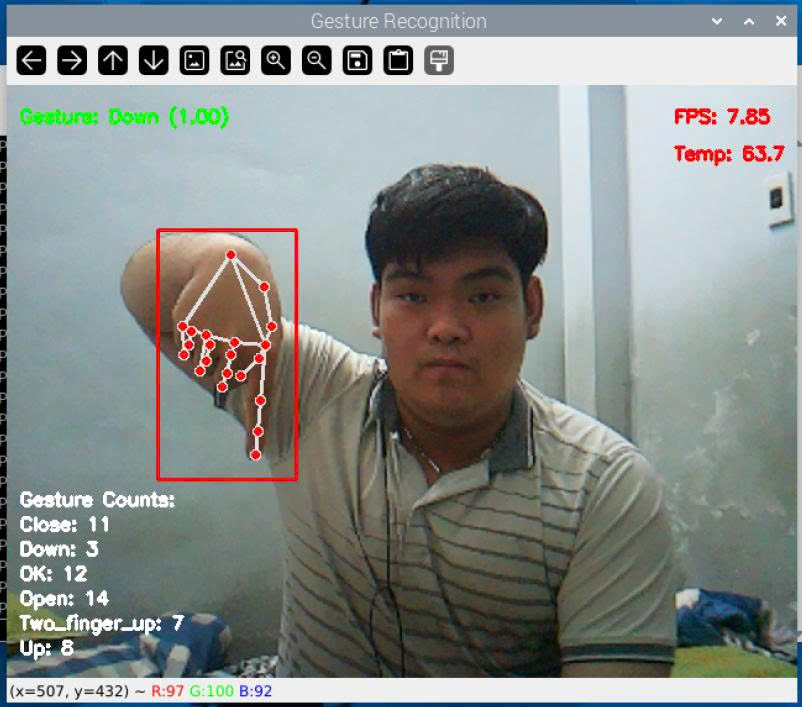 Gesture Recognition
Gesture: Down (1.00)
FPS: 7.85
Temp: 63.7
Gesture Counts:
Close: 11
Down: 3
OK: 12
Open: 14
Two_finger_up: 7
Up: 8
(x=507, y=432) ~ R:97 G:100 B:92